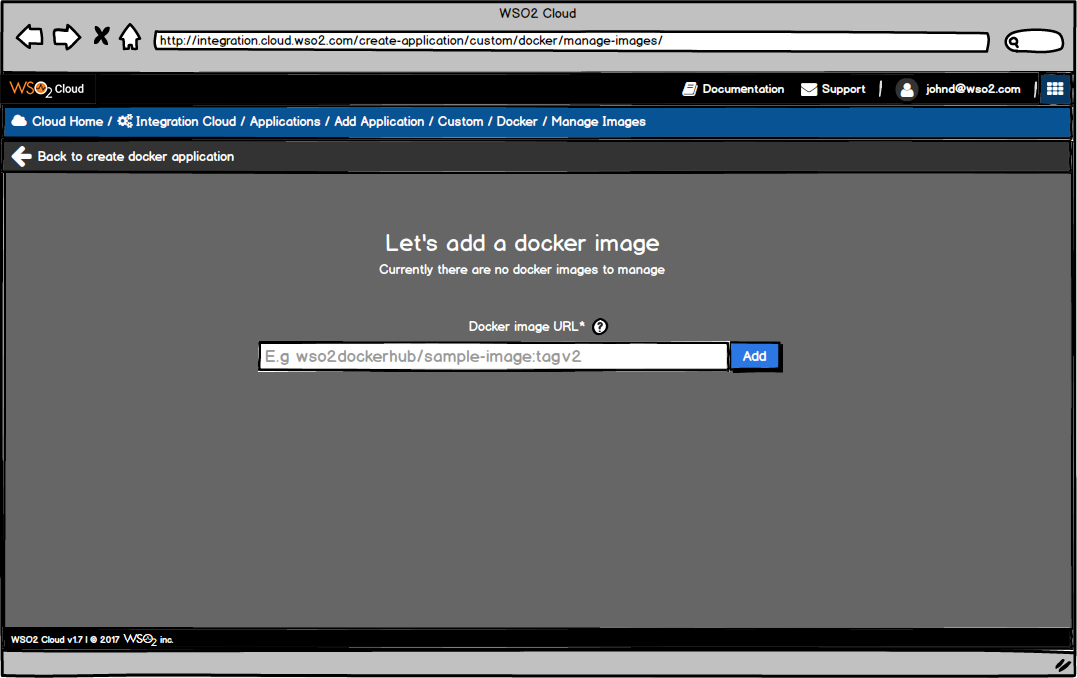 WSO2 Cloud
http://integration.cloud.wso2.com/create-application/custom/docker/manage-images/
WSO2 Cloud Documentation Support | johnd@wso2.com |
Cloud Home / Integration Cloud / Applications / Add Application / Custom / Docker / Manage Images
Back to create docker application
Let's add a docker image
Currently there are no docker images to manage
Docker image URL* ?
E.g wso2dockerhub/sample-image:tagv2 Add
WSO2 Cloud v1.7 | © 2017 WSO2 inc.